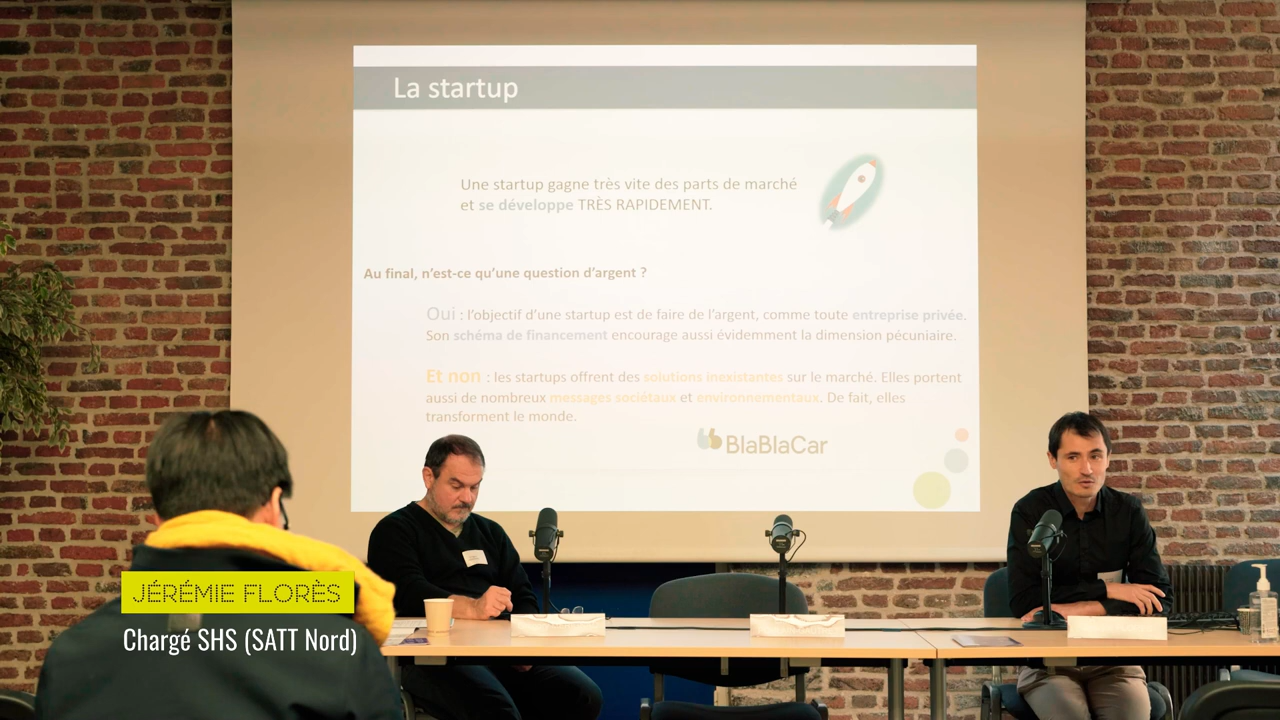 La startup
Une startup gagne très vite des parts de marché
et se développe TRÈS RAPIDEMENT.
Au final, n'est-ce qu'une question d'argent ?
Oui : l'objectif d'une startup est de faire de l'argent, comme toute entreprise privée.
Son schéma de financement encourage aussi évidemment la dimension pécuniaire.
Et non : les startups offrent des solutions inexistantes sur le marché. Elles portent
aussi de nombreux messages sociétaux et environnementaux. De fait, elles
transforment le monde.
BlaBlaCar
JÉRÉMIE FLORÈS
Chargé SHS (SATT Nord)